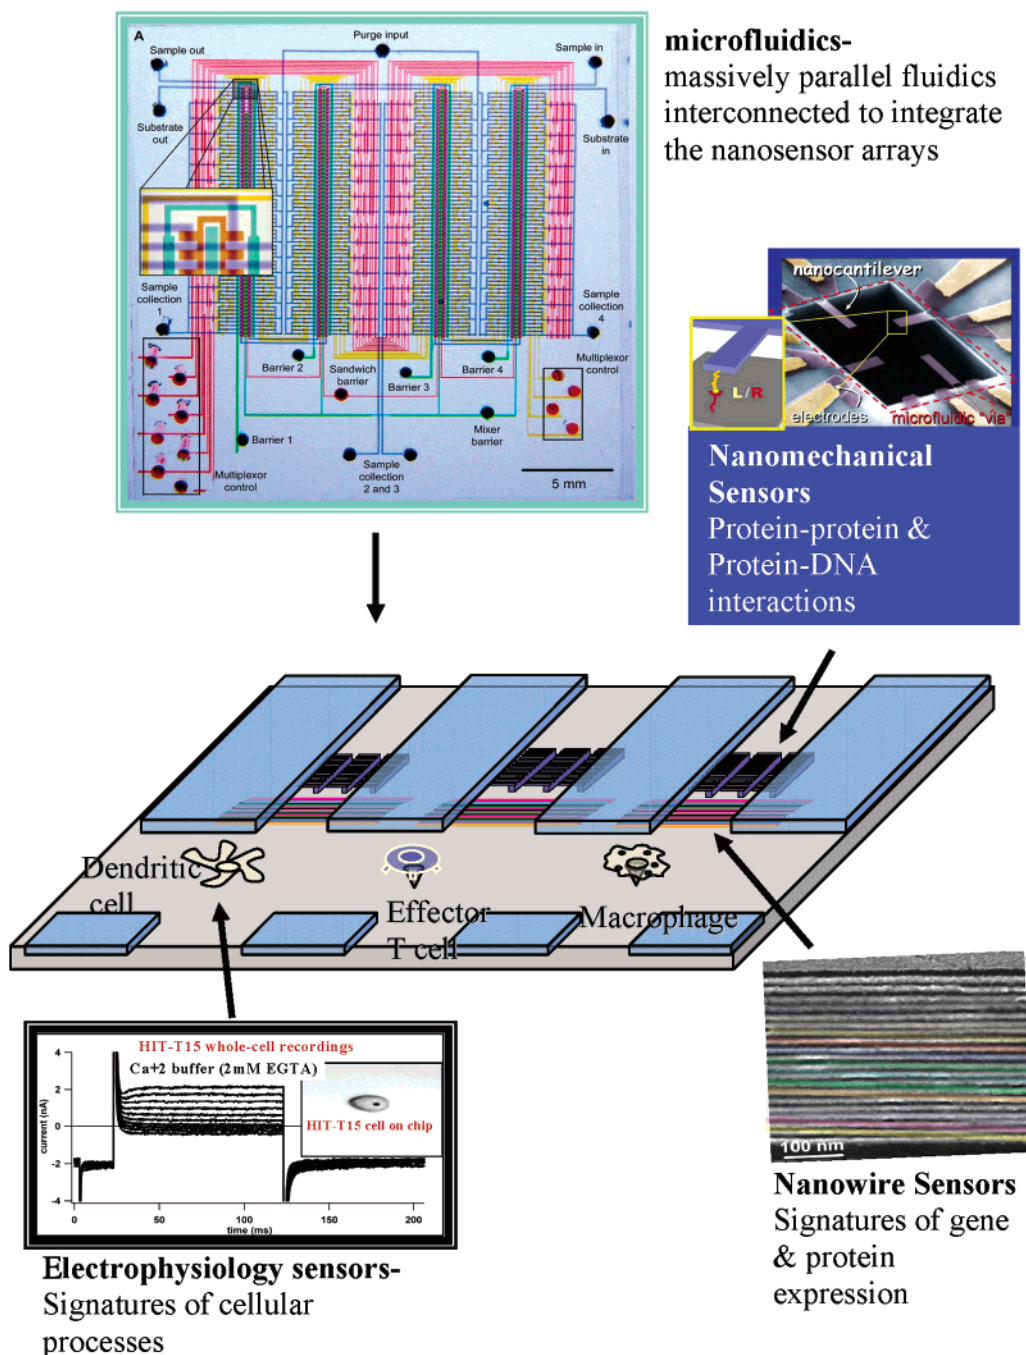 A
Purge input
Sample out
Sample in
Substrate
out
Substrate
in
Sample
collection
1
Sample
collection
4
Barrier 2
Sandwich
barrier
Barrier 3
Barrier 4
Multiplexor
control
Barrier 1
Mixer
barrier
Multiplexor
control
Sample
collection
2 and 3
5 mm
microfluidics-
massively parallel fluidics
interconnected to integrate
the nanosensor arrays
nanocantilever
L/R
electrodes
microfluidic "via"
Nanomechanical
Sensors
Protein-protein &
Protein-DNA
interactions
Dendritic
cell
Effector
T cell
Macrophage
HIT-T15 whole-cell recordings
Ca+2 buffer (2mM EGTA)
HIT-T15 cell on chip
current (nA)
4
2
0
-2
-4
0
50
100
150
200
time (ms)
Electrophysiology sensors-
Signatures of cellular
processes
100 nm
Nanowire Sensors
Signatures of gene
& protein
expression